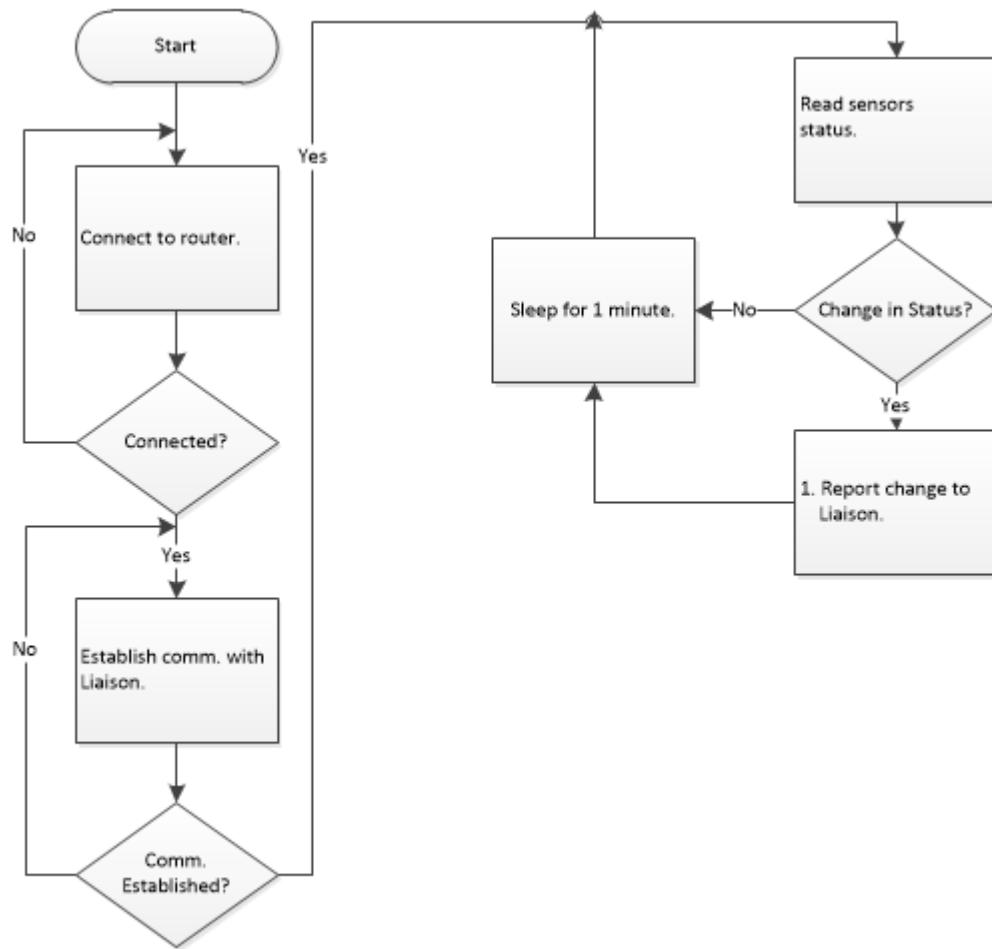 Start
No
Connect to router.
Connected?
Yes
No
Establish comm. with
Liaison.
Comm.
Established?
Yes
Read sensors
status.
Change in Status?
No
Sleep for 1 minute.
Yes
1. Report change to
Liaison.